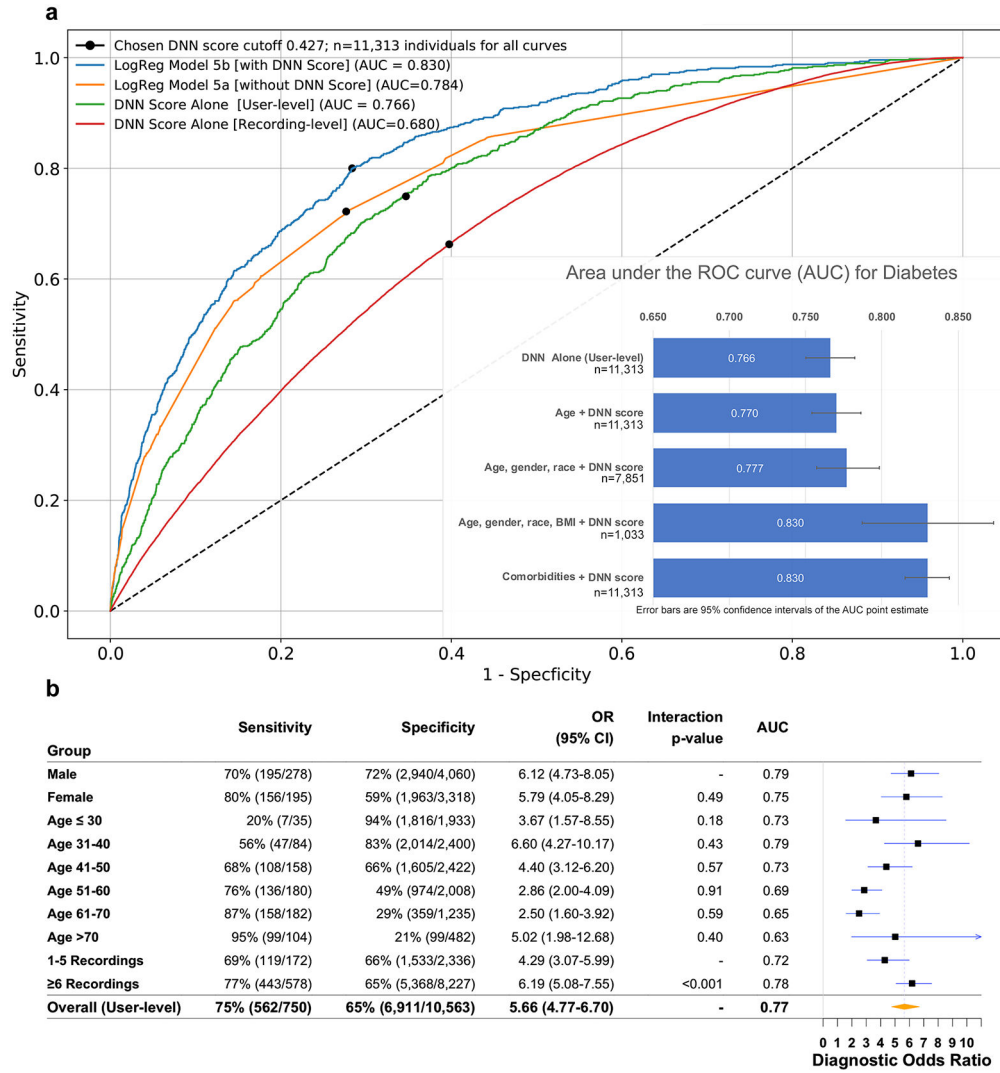 a
Chosen DNN score cutoff 0.427; n=11,313 individuals for all curves
LogReg Model 5b [with DNN Score] (AUC = 0.830)
LogReg Model 5a [without DNN Score] (AUC=0.784)
DNN Score Alone [User-level] (AUC = 0.766)
DNN Score Alone [Recording-level] (AUC=0.680)
1.0
0.8
0.6
0.4
0.2
0.0
Sensitivity
0.0 0.2 0.4 0.6 0.8 1.0
1 - Specficity
Area under the ROC curve (AUC) for Diabetes
0.650 0.700 0.750 0.800 0.850
DNN Alone (User-level)
n=11,313
0.766
Age + DNN score
n=11,313
0.770
Age, gender, race + DNN score
n=7,851
0.777
Age, gender, race, BMI + DNN score
n=1,033
0.830
Comorbidities + DNN score
n=11,313
0.830
Error bars are 95% confidence intervals of the AUC point estimate
b
Group Sensitivity Specificity OR (95% CI) Interaction p-value AUC
Male 70% (195/278) 72% (2,940/4,060) 6.12 (4.73-8.05) - 0.79
Female 80% (156/195) 59% (1,963/3,318) 5.79 (4.05-8.29) 0.49 0.75
Age ≤ 30 20% (7/35) 94% (1,816/1,933) 3.67 (1.57-8.55) 0.18 0.73
Age 31-40 56% (47/84) 83% (2,014/2,400) 6.60 (4.27-10.17) 0.43 0.79
Age 41-50 68% (108/158) 66% (1,605/2,422) 4.40 (3.12-6.20) 0.57 0.73
Age 51-60 76% (136/180) 49% (974/2,008) 2.86 (2.00-4.09) 0.91 0.69
Age 61-70 87% (158/182) 29% (359/1,235) 2.50 (1.60-3.92) 0.59 0.65
Age >70 95% (99/104) 21% (99/482) 5.02 (1.98-12.68) 0.40 0.63
1-5 Recordings 69% (119/172) 66% (1,533/2,336) 4.29 (3.07-5.99) - 0.72
≥6 Recordings 77% (443/578) 65% (5,368/8,227) 6.19 (5.08-7.55) <0.001 0.78
Overall (User-level) 75% (562/750) 65% (6,911/10,563) 5.66 (4.77-6.70) - 0.77
0 1 2 3 4 5 6 7 8 9 10
Diagnostic Odds Ratio